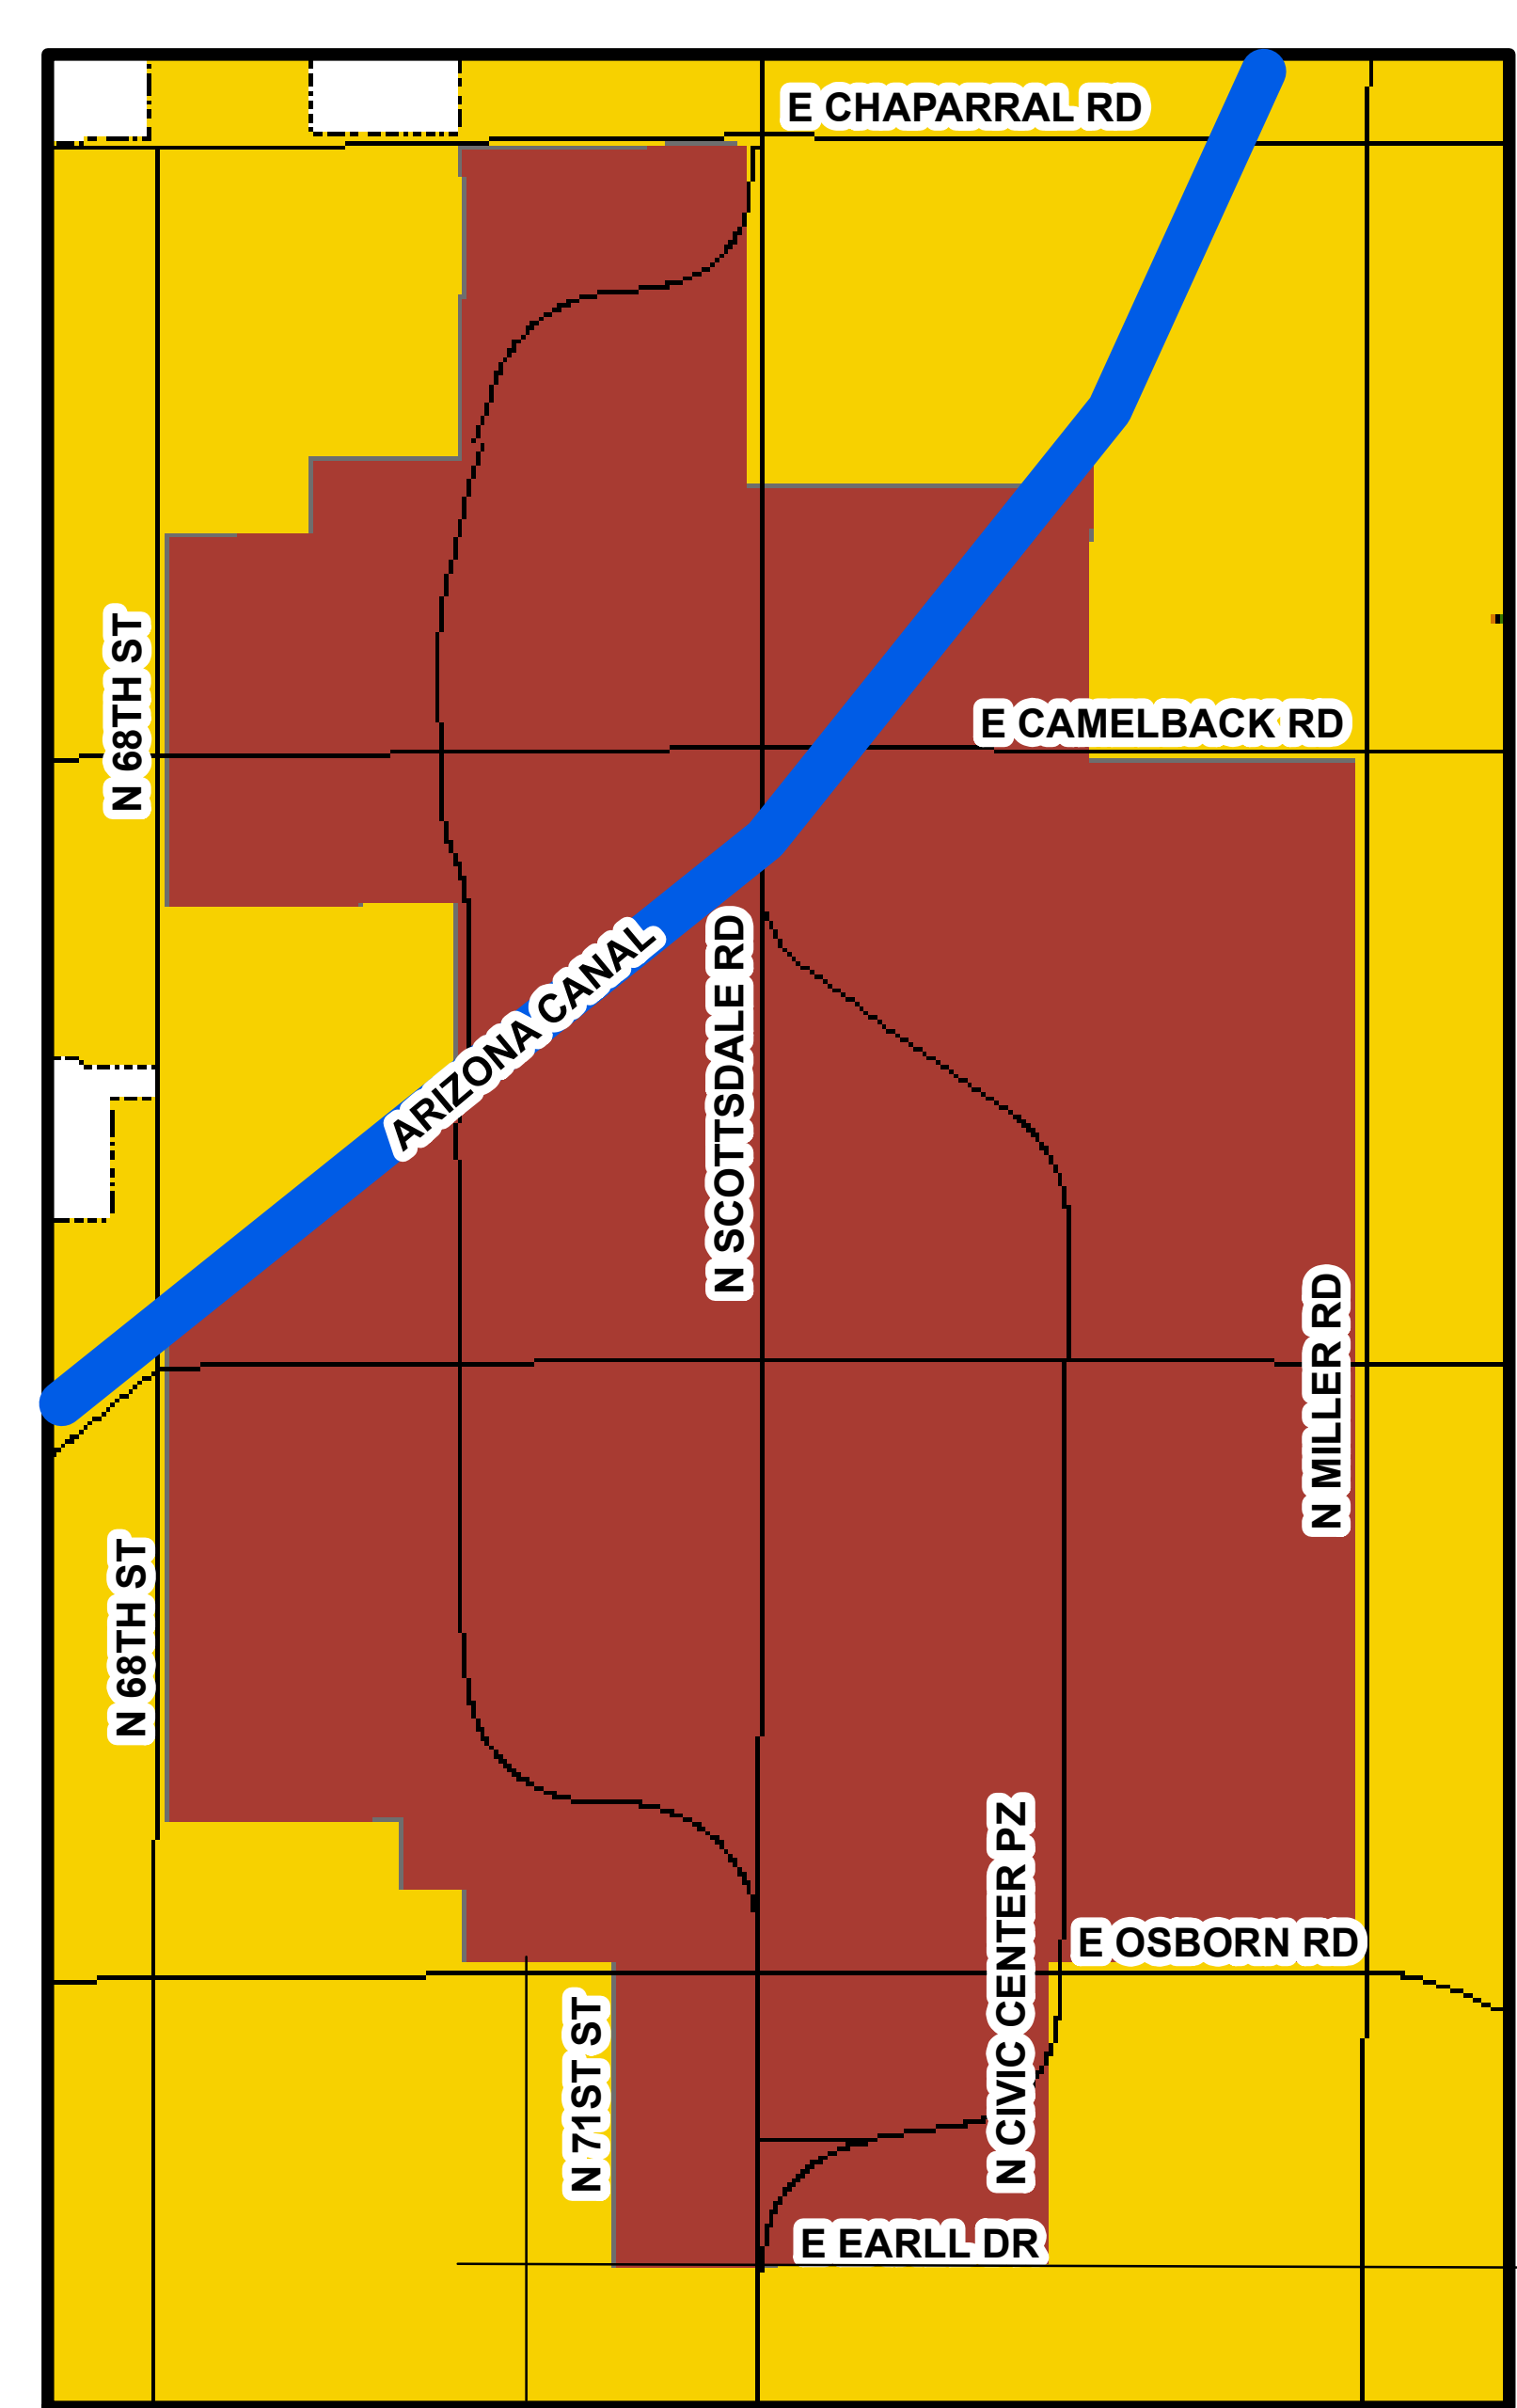 E CHAPARRAL RD
N 68TH ST
E CAMELBACK RD
ARIZONA CANAL
N SCOTTSDALE RD
N MILLER RD
N 68TH ST
N CIVIC CENTER PZ
E OSBORN RD
N 71ST ST
E EARLL DR